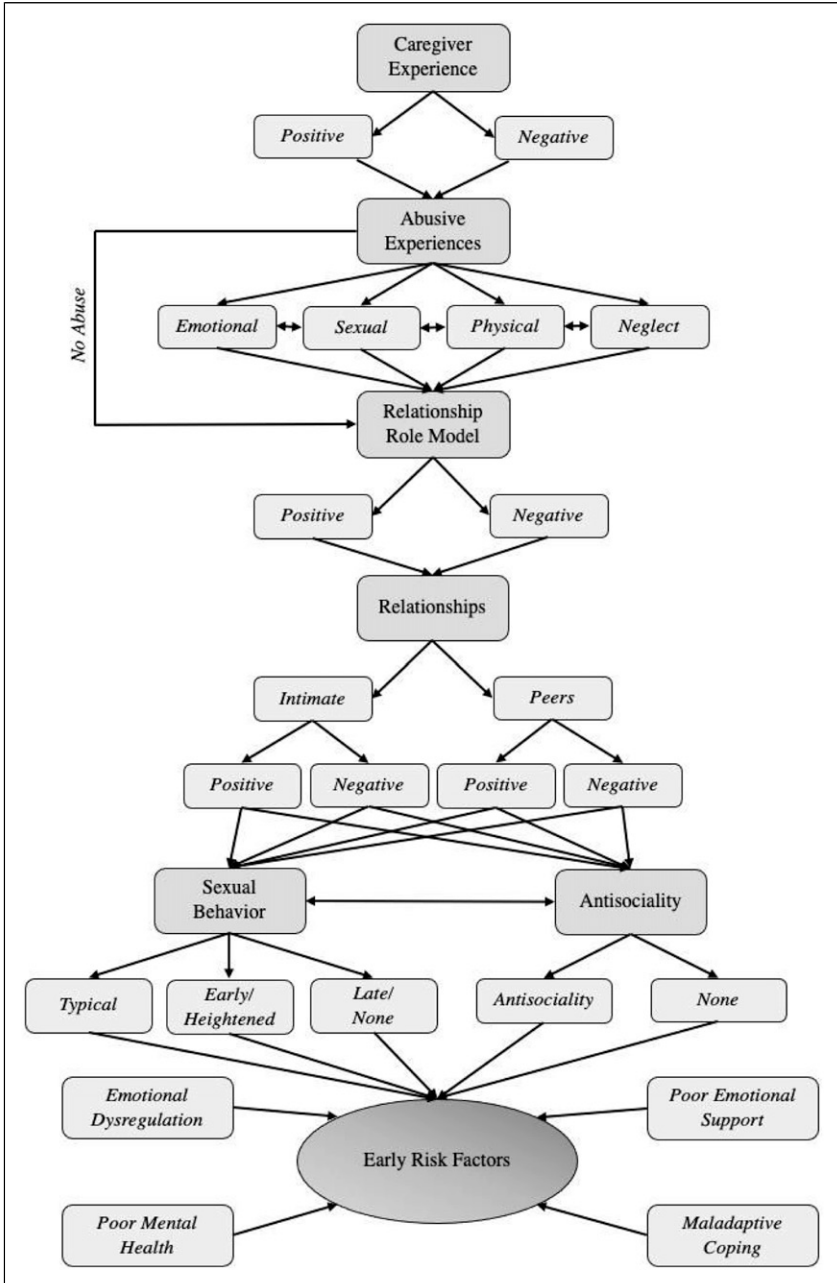 Caregiver
Experience
Positive
Negative
Abusive
Experiences
No Abuse
Emotional
Sexual
Physical
Neglect
Relationship
Role Model
Positive
Negative
Relationships
Intimate
Peers
Positive
Negative
Positive
Negative
Sexual
Behavior
Antisociality
Typical
Early/
Heightened
Late/
None
Antisociality
None
Emotional
Dysregulation
Poor Emotional
Support
Early Risk Factors
Poor Mental
Health
Maladaptive
Coping